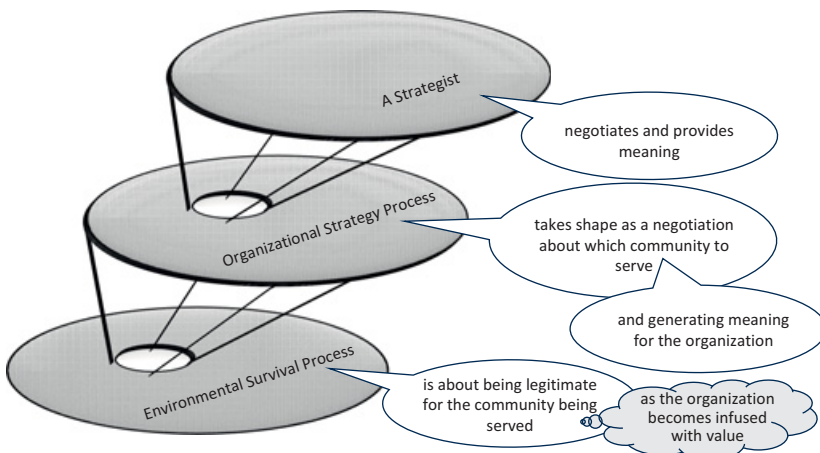 A Strategist
negotiates and provides
meaning
Organizational Strategy Process
takes shape as a negotiation
about which community to
serve
and generating meaning
for the organization
Environmental Survival Process
is about being legitimate
for the community being
served
as the organization
becomes infused
with value